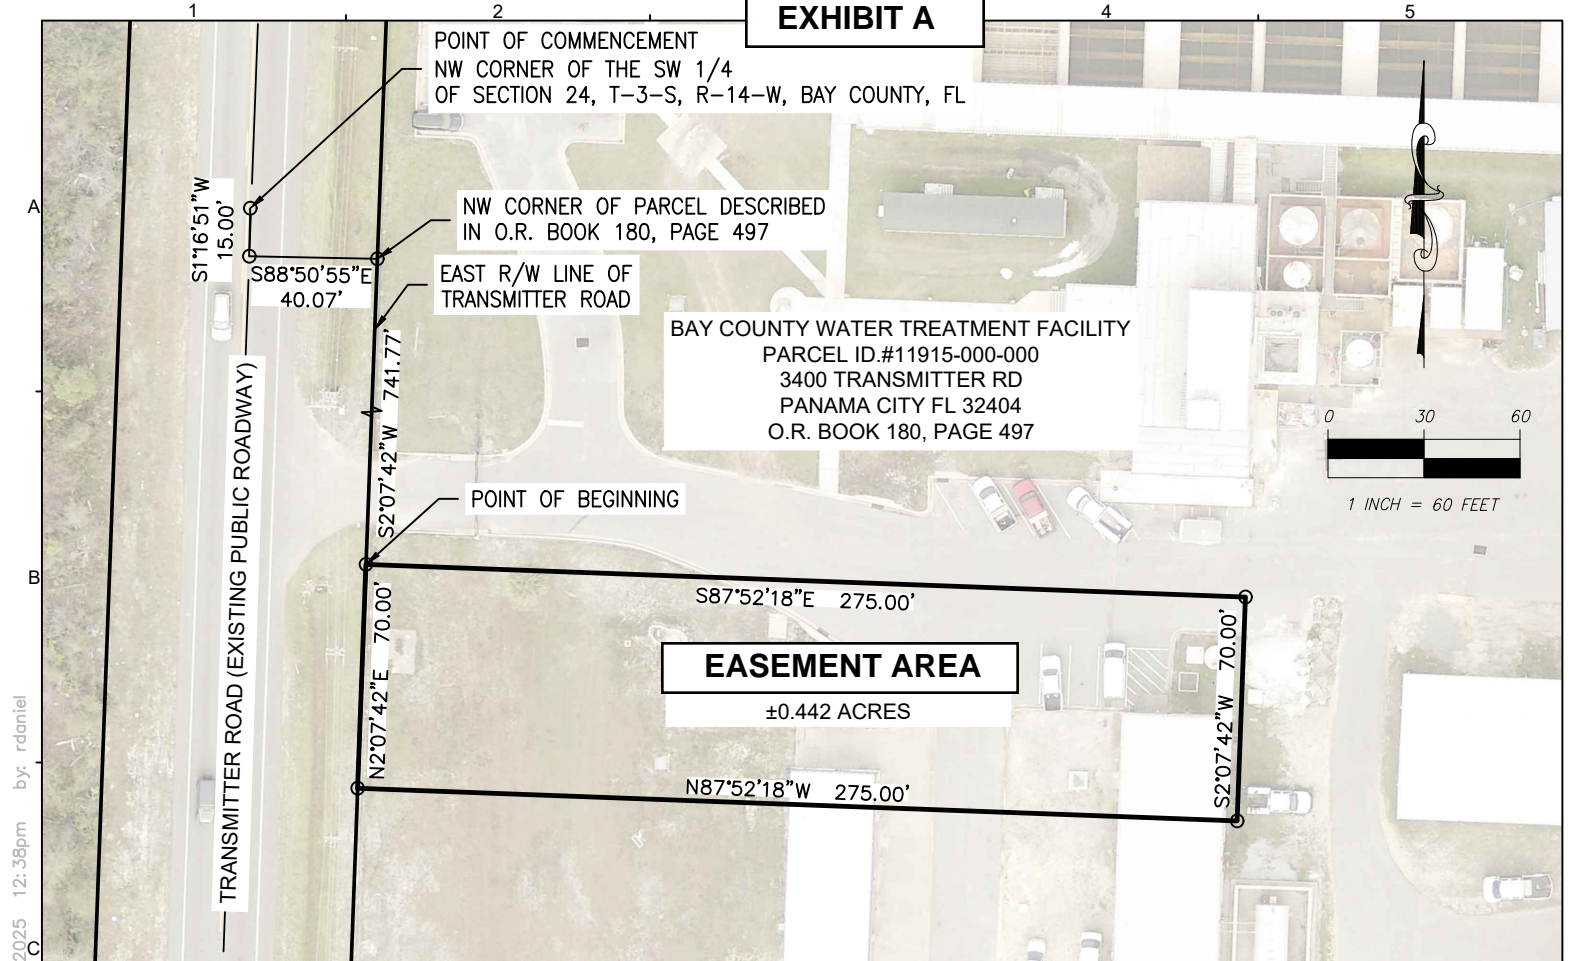 1
2
4
5
EXHIBIT A
POINT OF COMMENCEMENT
NW CORNER OF THE SW 1/4
OF SECTION 24, T-3-S, R-14-W, BAY COUNTY, FL
A
S1°16'51"W
15.00'
NW CORNER OF PARCEL DESCRIBED
IN O.R. BOOK 180, PAGE 497
S88°50'55"E
40.07'
EAST R/W LINE OF
TRANSMITTER ROAD
BAY COUNTY WATER TREATMENT FACILITY
PARCEL ID.#11915-000-000
3400 TRANSMITTER RD
PANAMA CITY FL 32404
O.R. BOOK 180, PAGE 497
S2°07'42"W 741.77'
0 30 60
1 INCH = 60 FEET
TRANSMITTER ROAD (EXISTING PUBLIC ROADWAY)
POINT OF BEGINNING
B
S87°52'18"E 275.00'
N2°07'42"E 70.00'
EASEMENT AREA
±0.442 ACRES
S2°07'42"W 70.00'
N87°52'18"W 275.00'
2025 12:38pm by: rdaniel
C